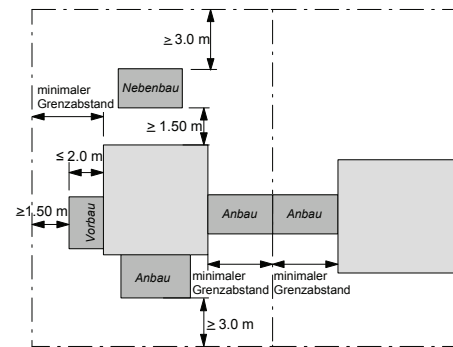 ≥ 3.0 m
Nebenbau
minimaler
Grenzabstand
≥ 1.50 m
≤ 2.0 m
≥1.50 m
Vorbau
Anbau
Anbau
Anbau
minimaler
Grenzabstand
minimaler
Grenzabstand
≥ 3.0 m